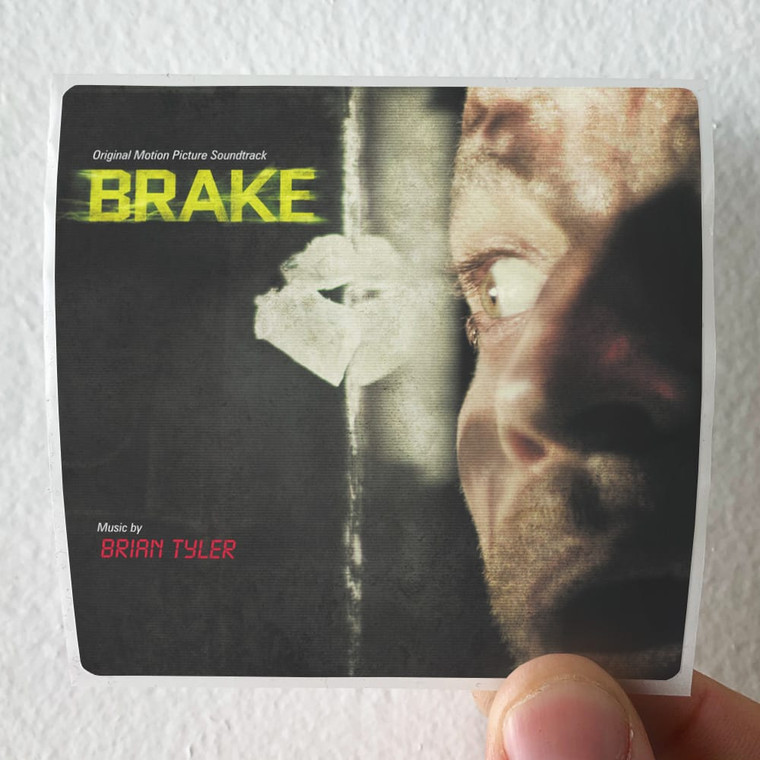 Original Motion Picture Soundtrack
BRAKE
Music by
BRIAN TYLER